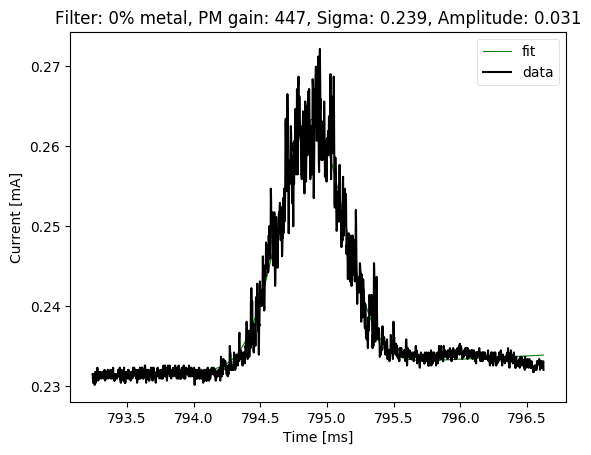 Filter: 0% metal, PM gain: 447, Sigma: 0.239, Amplitude: 0.031
fit
data
0.27
0.26
0.25
0.24
0.23
Current [mA]
793.5 794.0 794.5 795.0 795.5 796.0 796.5
Time [ms]